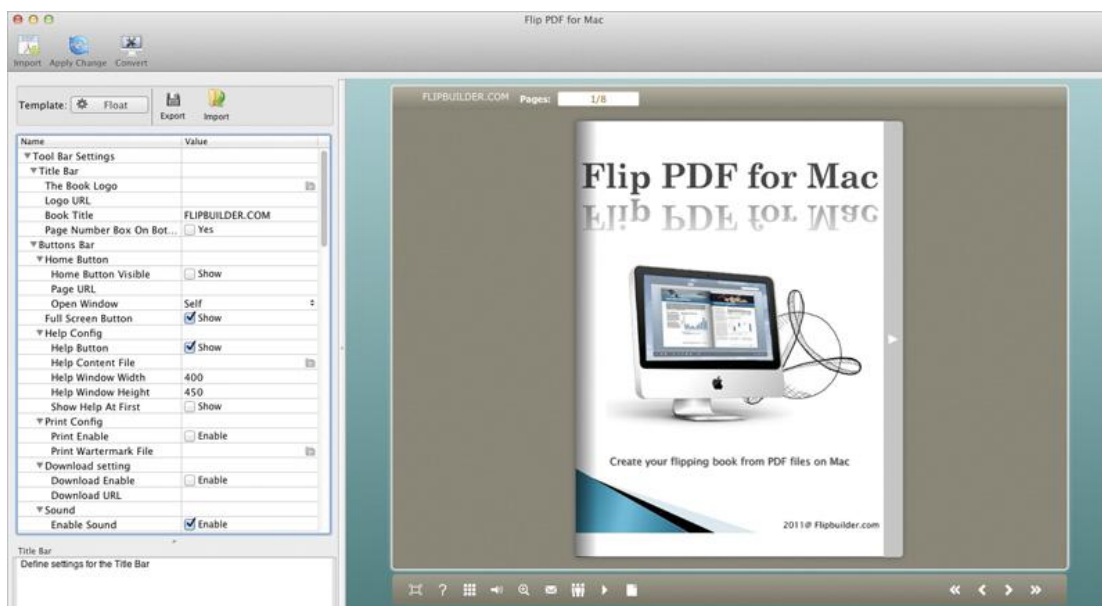 Flip PDF for Mac
Import Apply Change Convert
Template: Float
Export Import
Name Value
Tool Bar Settings
Title Bar
The Book Logo
Logo URL
Book Title FLIPBUILDER.COM
Page Number Box On Bot... Yes
Buttons Bar
Home Button
Home Button Visible Show
Page URL
Open Window Self
Full Screen Button Show
Help Config
Help Button Show
Help Content File
Help Window Width 400
Help Window Height 450
Show Help At First Show
Print Config
Print Enable Enable
Print Wartermark File
Download setting
Download Enable Enable
Download URL
Sound
Enable Sound Enable
Title Bar
Define settings for the Title Bar
FLIPBUILDER.COM Pages: 1/8
Flip PDF for Mac
Flip PDF for Mac
Create your flipping book from PDF files on Mac
2011@ Flipbuilder.com